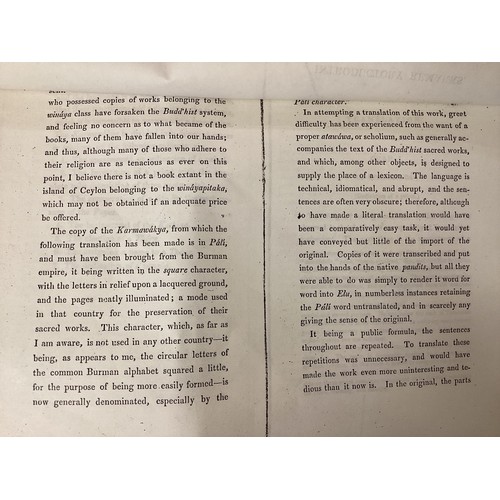 who possessed copies of works belonging to the
wináya class have forsaken the Budd'hist system,
and feeling no concern as to what became of the
books, many of them have fallen into our hands;
and thus, although many of those who adhere to
their religion are as tenacious as ever on this
point, I believe there is not a book extant in the
island of Ceylon belonging to the wináyapitaka,
which may not be obtained if an adequate price
be offered.
The copy of the Karmawákya, from which the
following translation has been made is in Páli,
and must have been brought from the Burman
empire, it being written in the square character,
with the letters in relief upon a lacquered ground,
and the pages neatly illuminated; a mode used
in that country for the preservation of their
sacred works. This character, which, as far as
I am aware, is not used in any other country—it
being, as appears to me, the circular letters of
the common Burman alphabet squared a little,
for the purpose of being more easily formed—is
now generally denominated, especially by the
Páli character.
In attempting a translation of this work, greet
difficulty has been experienced from the want of a
proper atawáwa, or scholium, such as generally ac-
companies the text of the Budd'hist sacred works,
and which, among other objects, is designed to
supply the place of a lexicon. The language is
technical, idiomatical, and abrupt, and the sen-
tences are often very obscure; therefore, although
to have made a literal translation would have
been a comparatively easy task, it would yet
have conveyed but little of the import of the
original. Copies of it were transcribed and put
into the hands of the native pandits, but all they
were able to do was simply to render it word for
word into Elu, in numberless instances retaining
the Páli word untranslated, and in scarcely any
giving the sense of the original.
It being a public formula, the sentences
throughout are repeated. To translate these
repetitions was unnecessary, and would have
made the work even more uninteresting and te-
dious than it now is. In the original, the parts